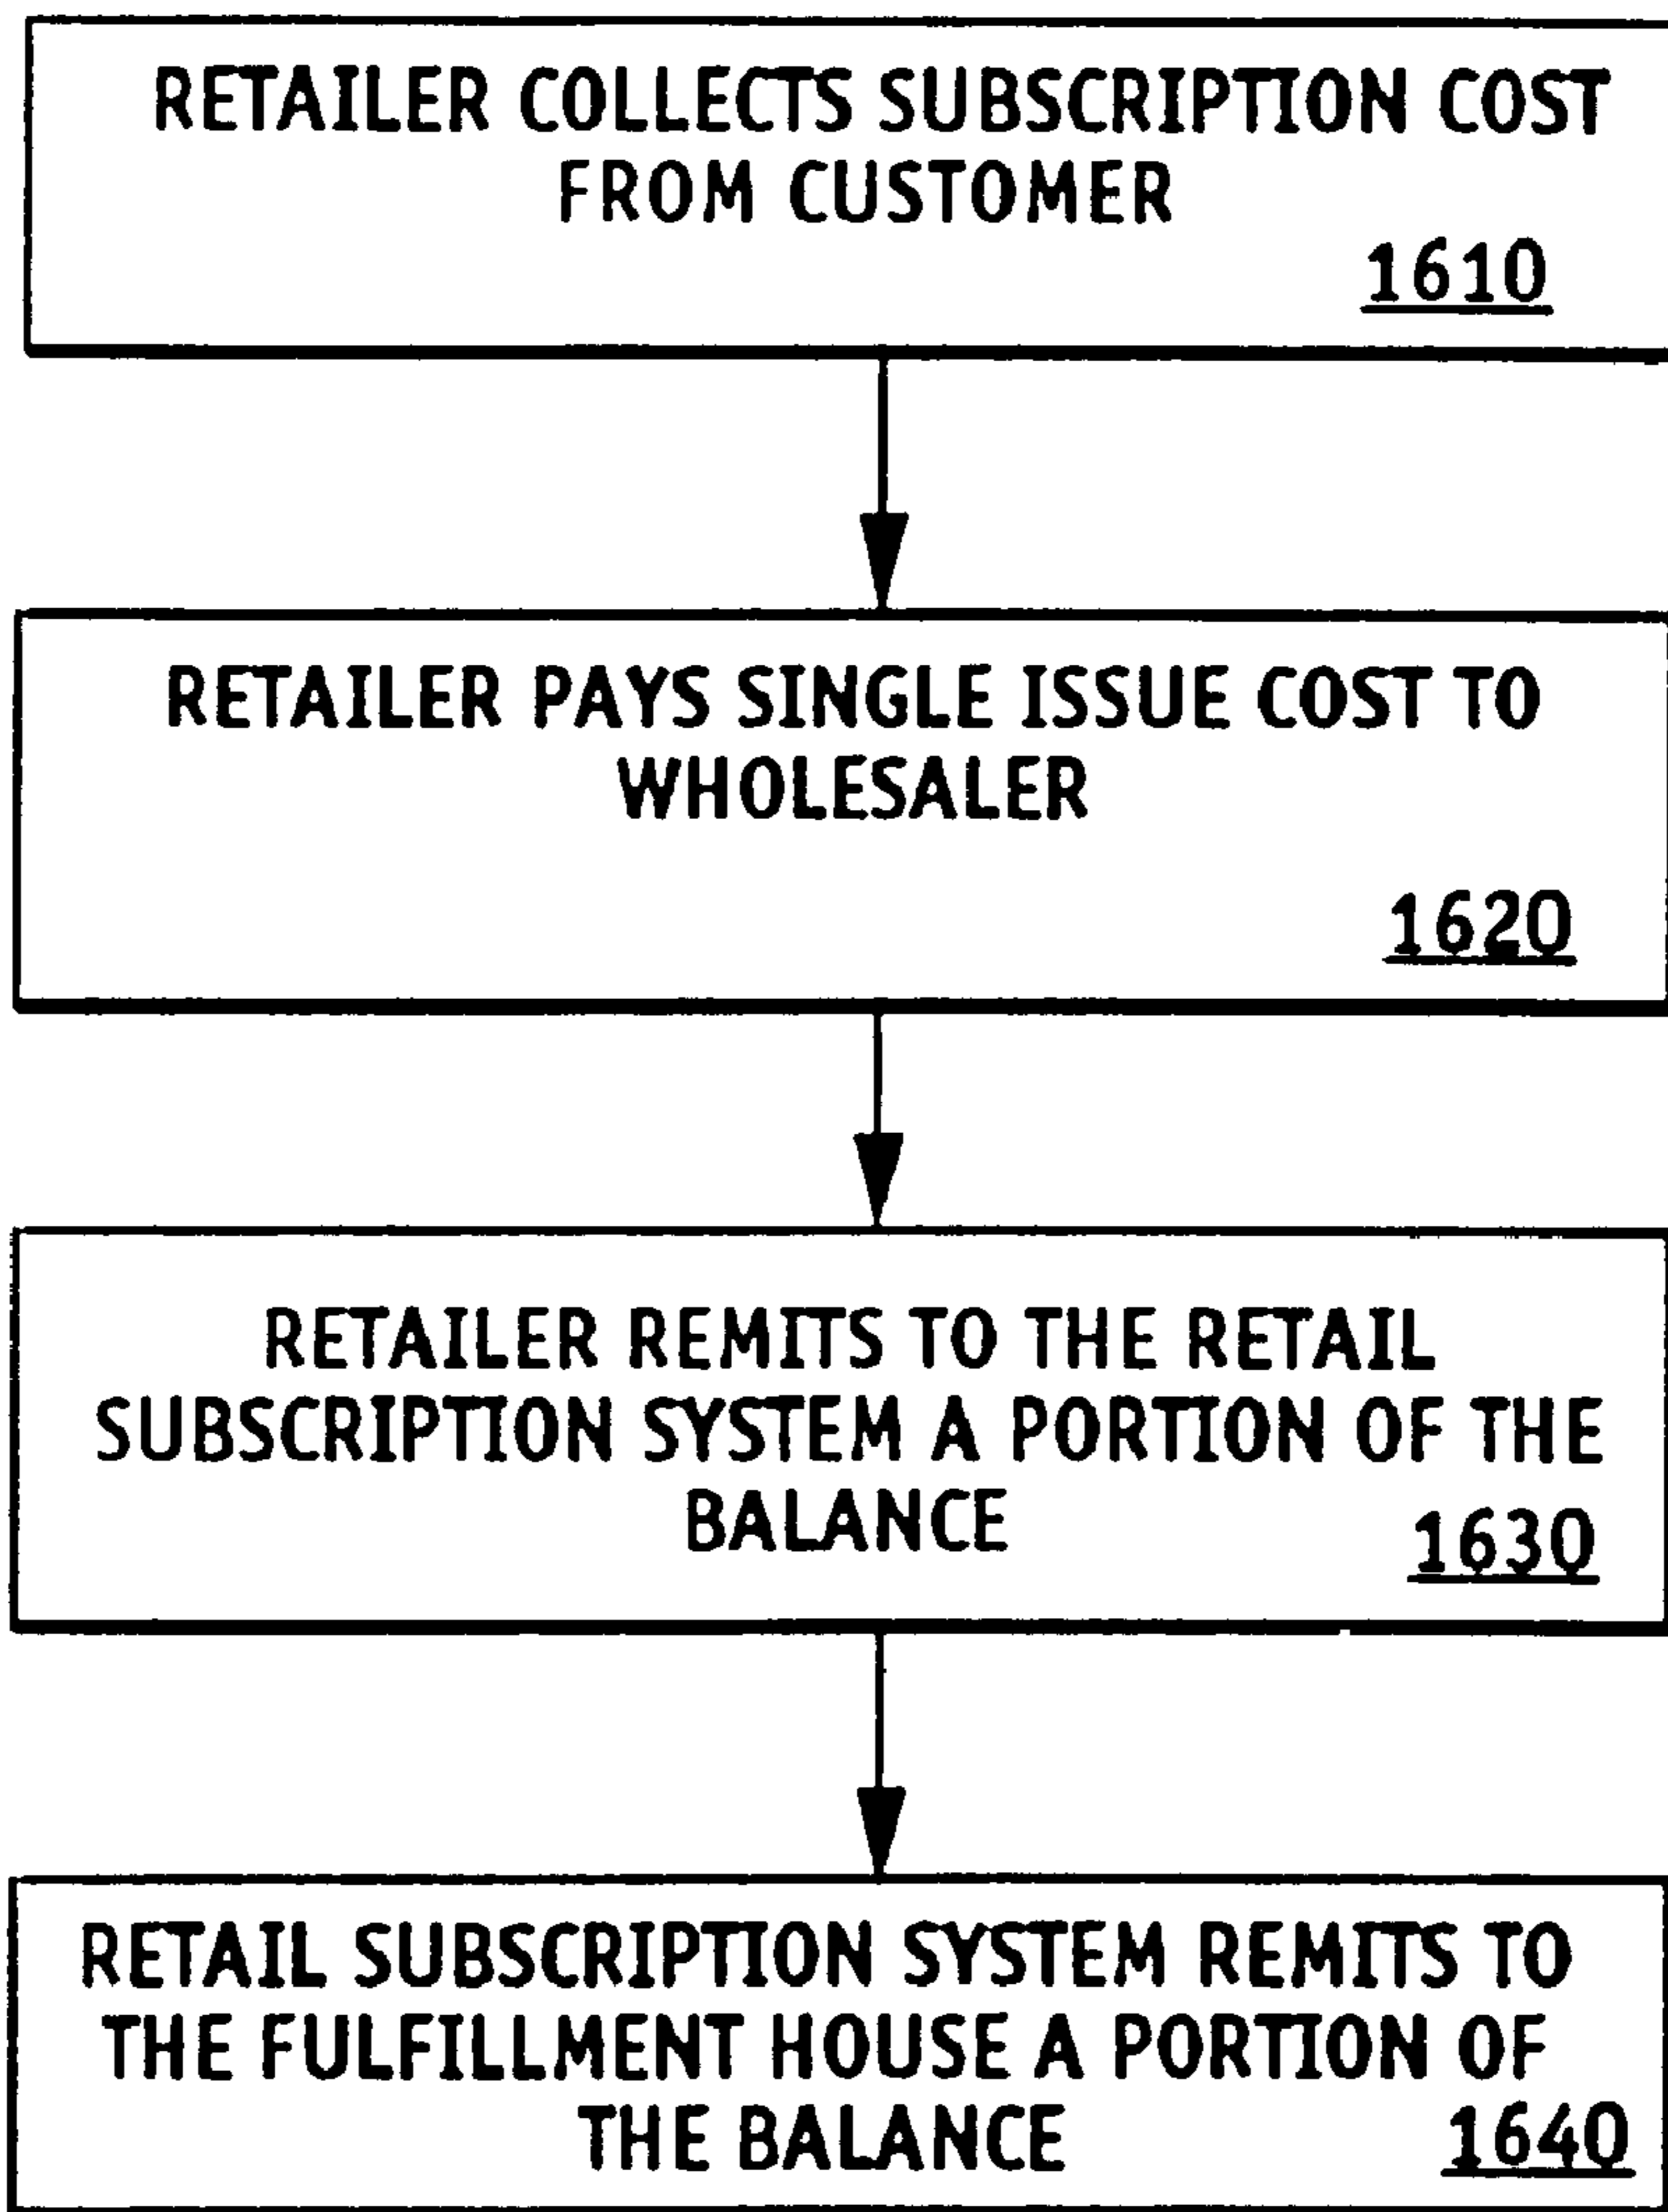 RETAILER COLLECTS SUBSCRIPTION COST
FROM CUSTOMER
1610
RETAILER PAYS SINGLE ISSUE COST TO
WHOLESALER
1620
RETAILER REMITS TO THE RETAIL
SUBSCRIPTION SYSTEM A PORTION OF THE
BALANCE
1630
RETAIL SUBSCRIPTION SYSTEM REMITS TO
THE FULFILLMENT HOUSE A PORTION OF
THE BALANCE
1640